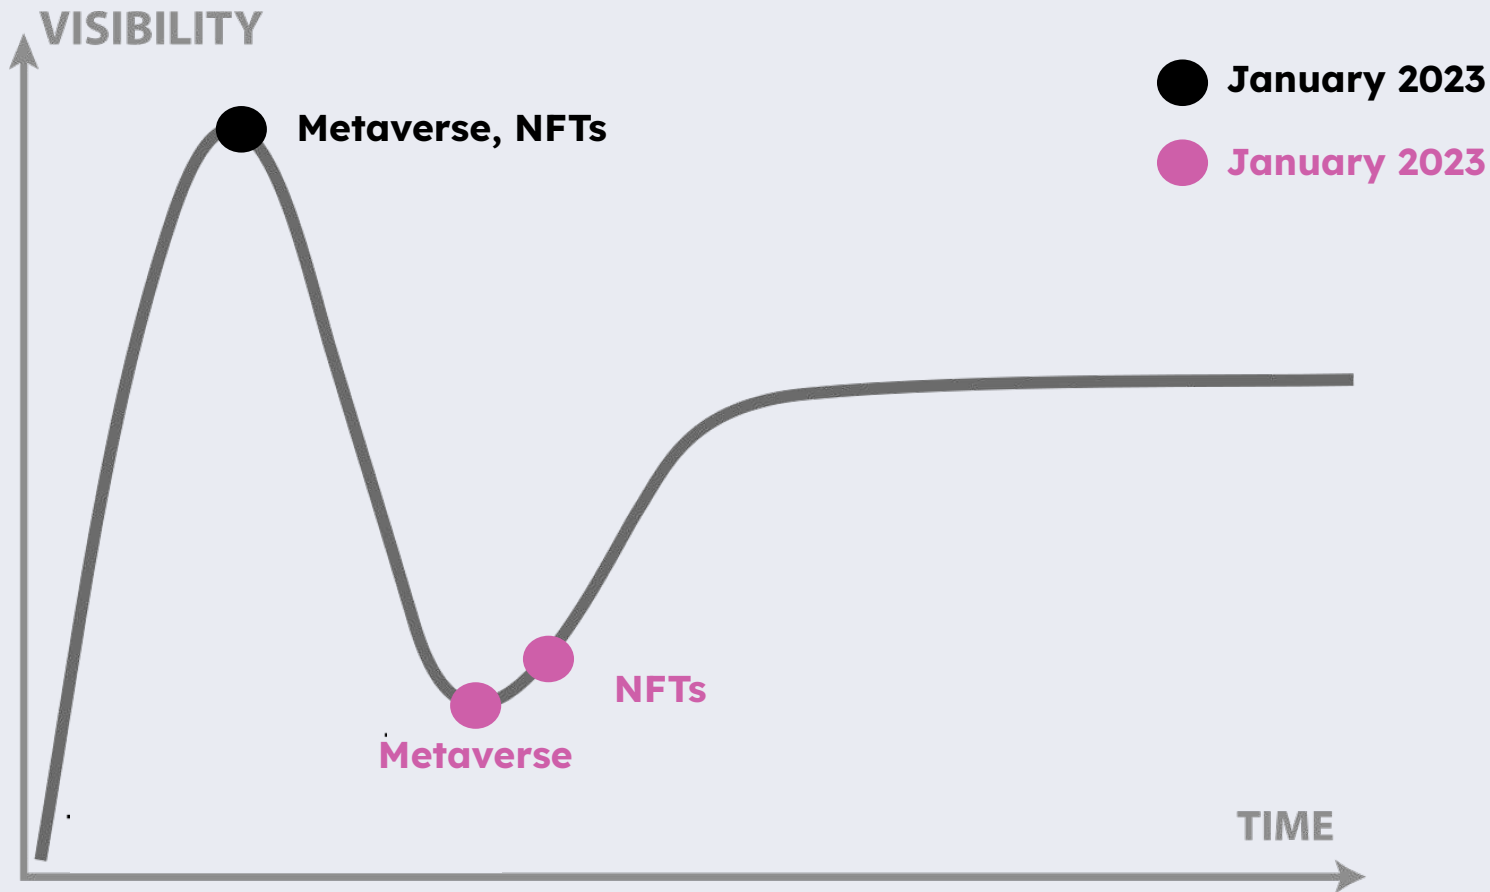 VISIBILITY
January 2023
Metaverse, NFTs
January 2023
NFTs
Metaverse
TIME